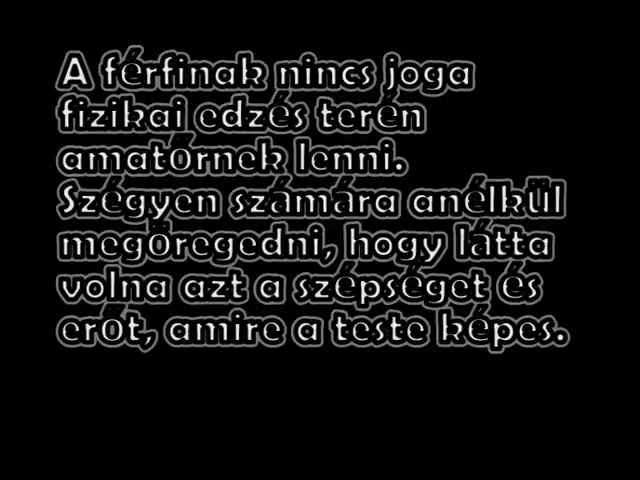 A férfinak nincs joga
fizikai edzés terén
amatőrnek lenni.
Szégyen számára anélkül
megöregedni, hogy látta
volna azt a szépséget és
erőt, amire a teste képes.